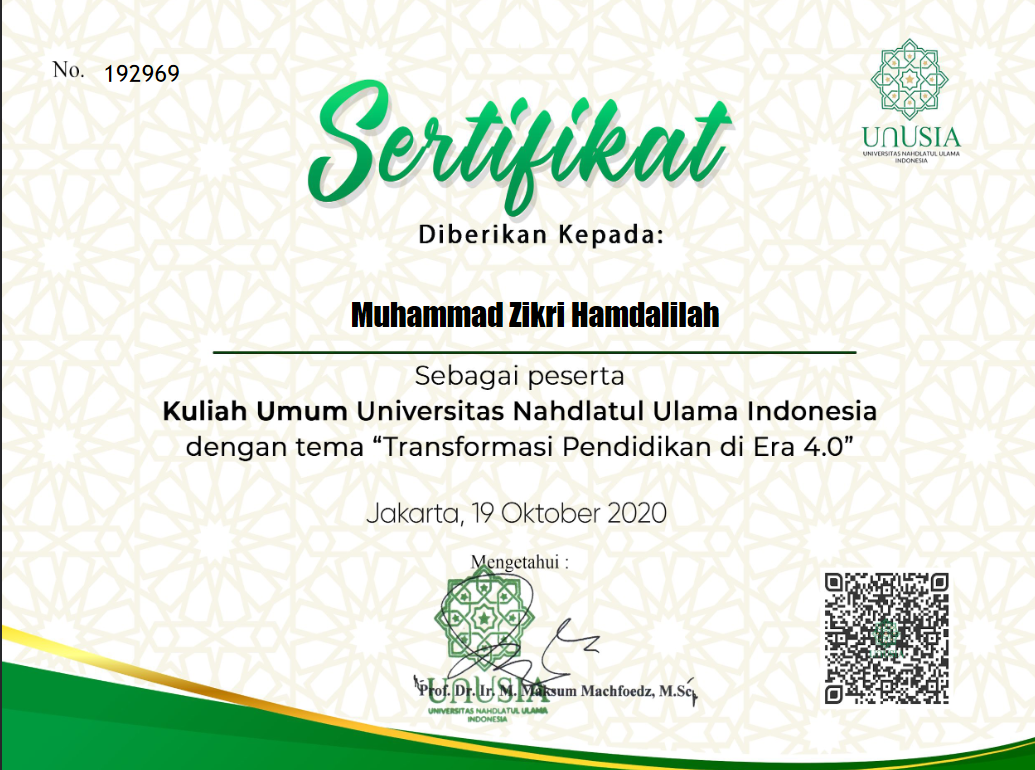 No. 192969
UNUSIA
UNIVERSITAS NAHDLATUL ULAMA
INDONESIA
Sertifikat
Diberikan Kepada:
Muhammad Zikri Hamdalilah
Sebagai peserta
Kuliah Umum Universitas Nahdlatul Ulama Indonesia
dengan tema “Transformasi Pendidikan di Era 4.0”
Jakarta, 19 Oktober 2020
Mengetahui :
Prof. Dr. Ir. M. Maksum Machfoedz, M.Sc.
UNUSIA
UNIVERSITAS NAHDLATUL ULAMA
INDONESIA